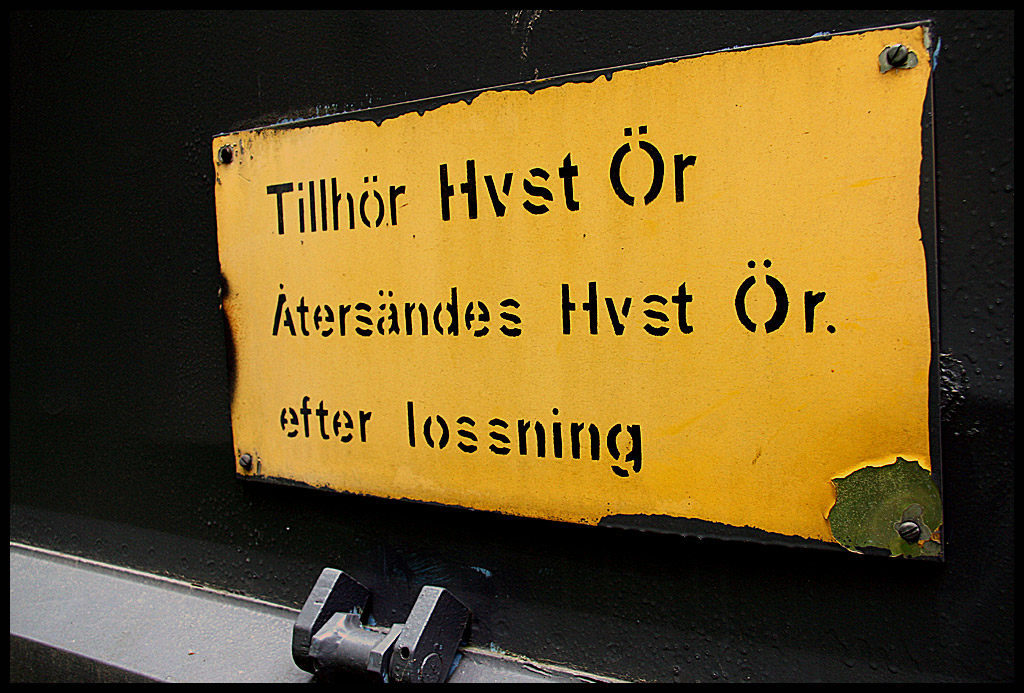 Tillhör Hvst Ör
Återsändes Hvst Ör.
efter lossning